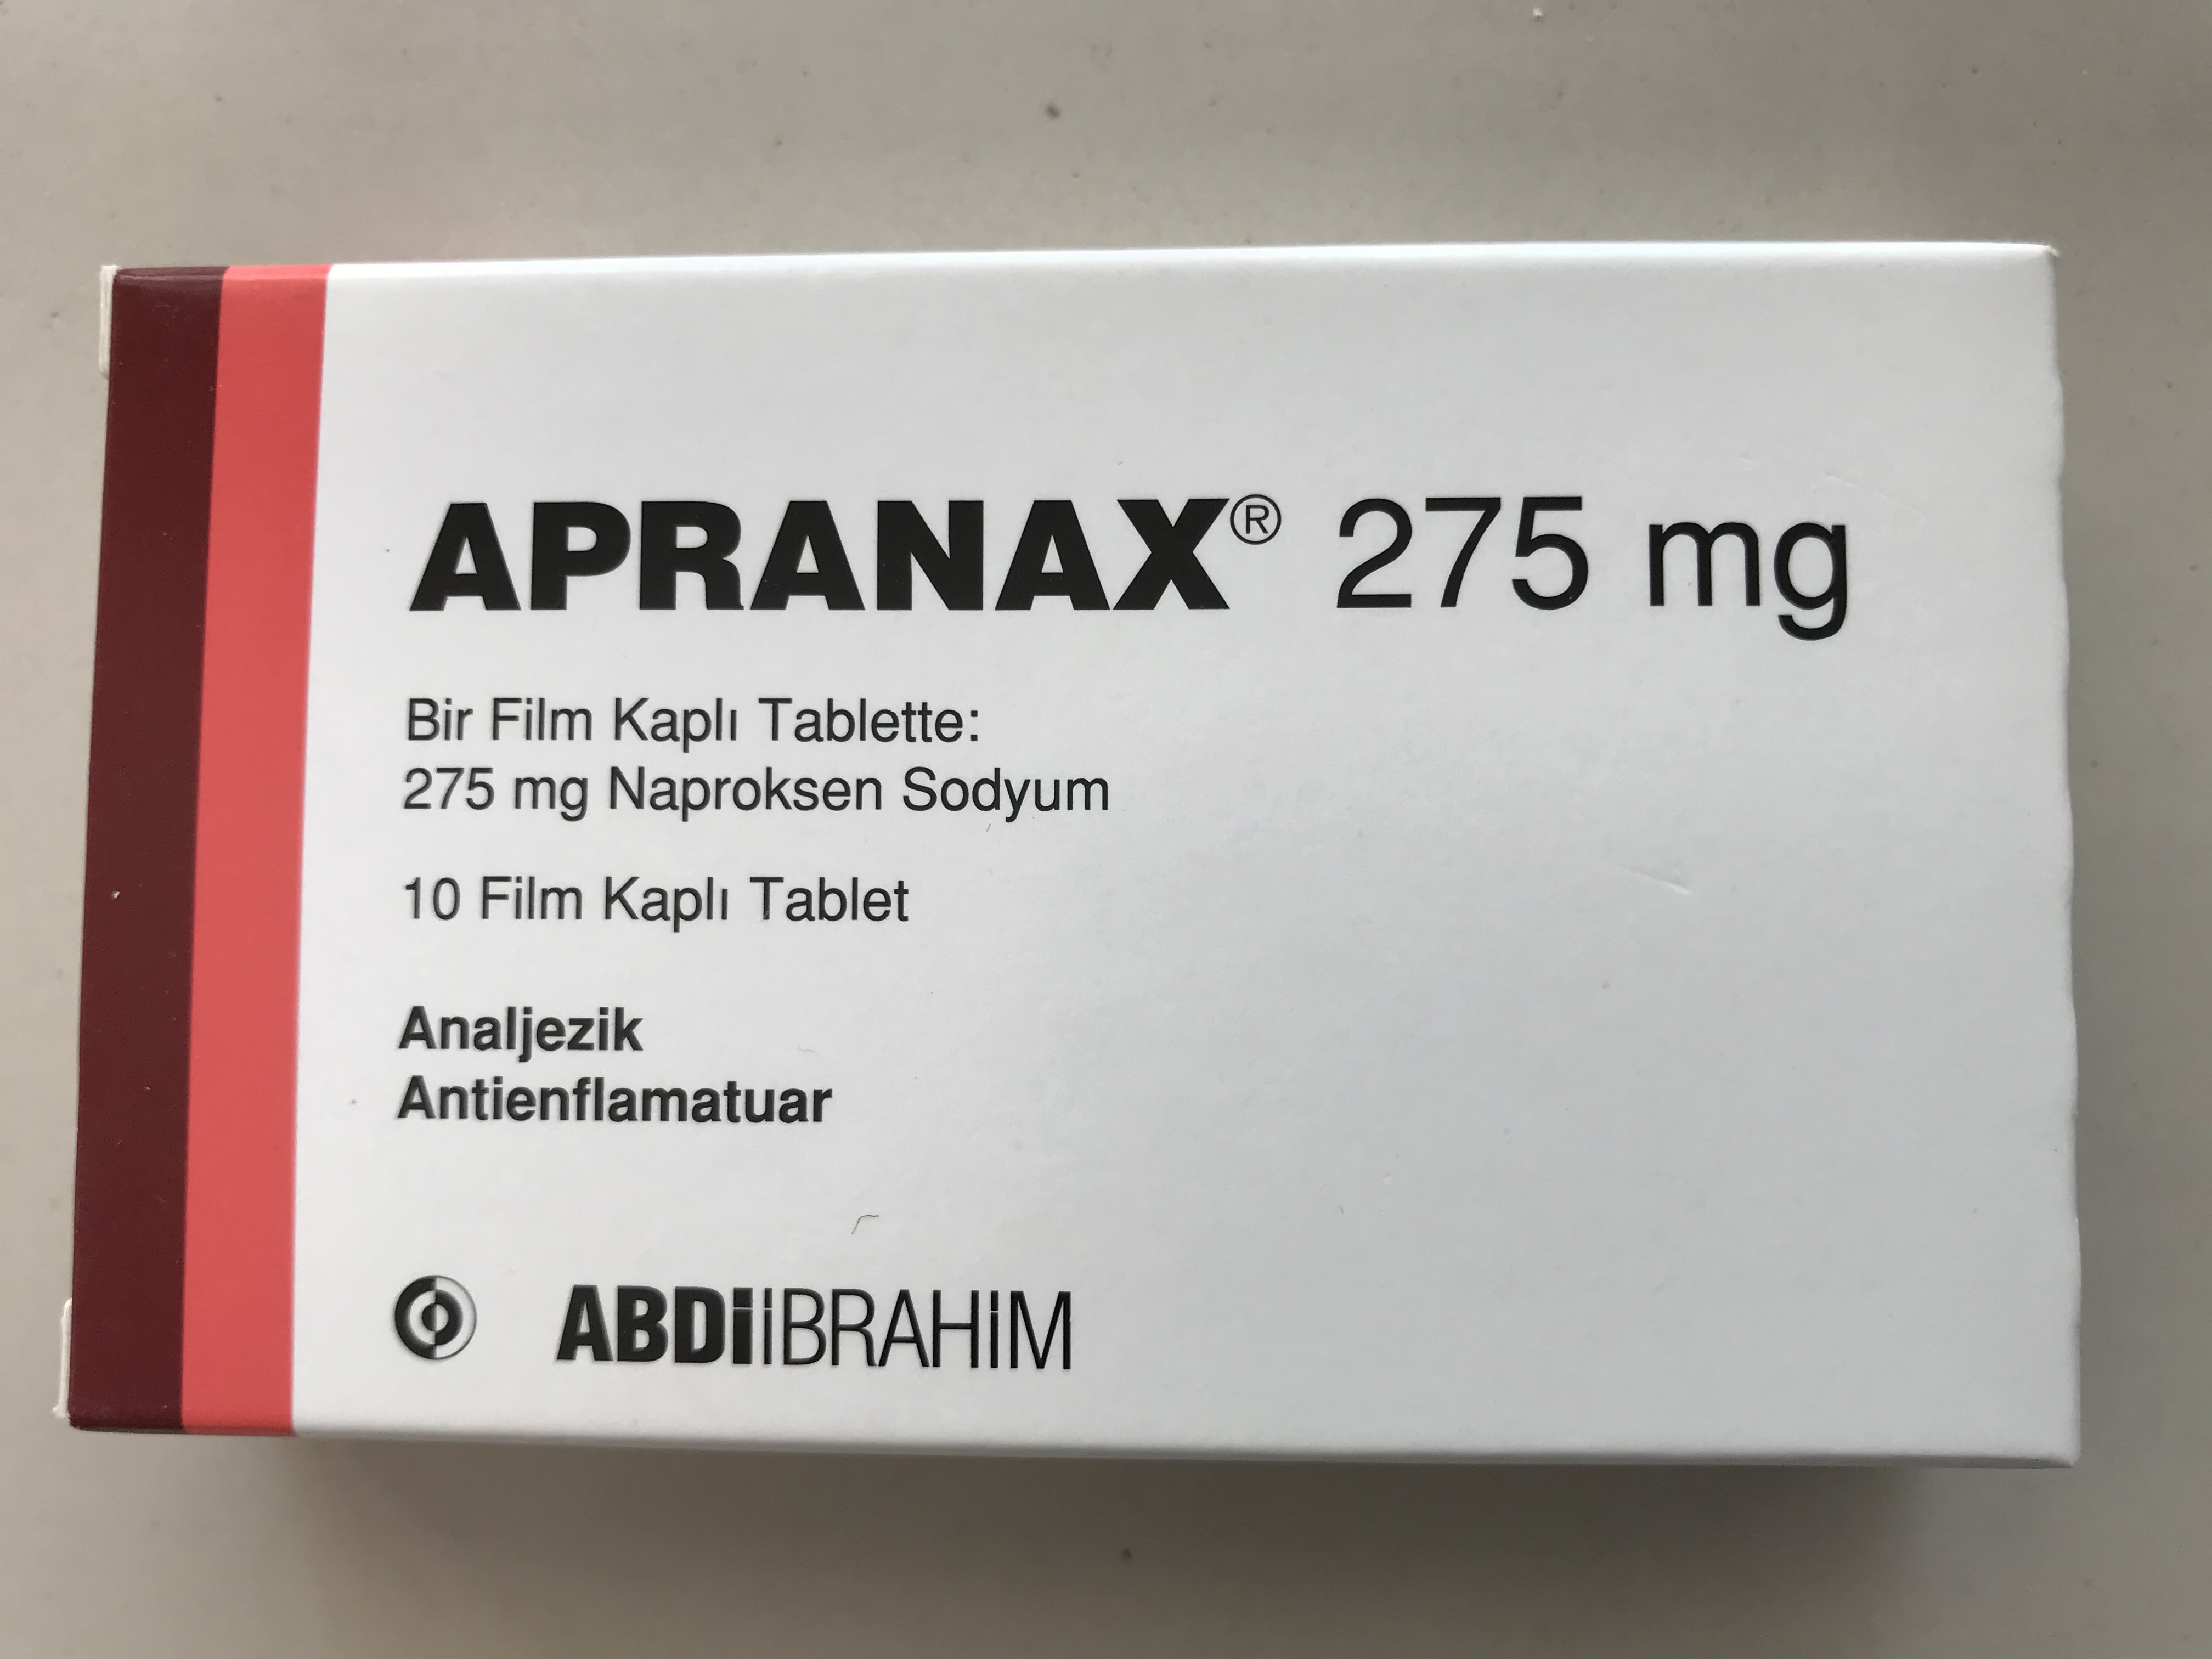 APRANAX® 275 mg
Bir Film Kaplı Tablette:
275 mg Naproksen Sodyum
10 Film Kaplı Tablet
Analjezik
Antienflamatuar
ABDİİBRAHİM